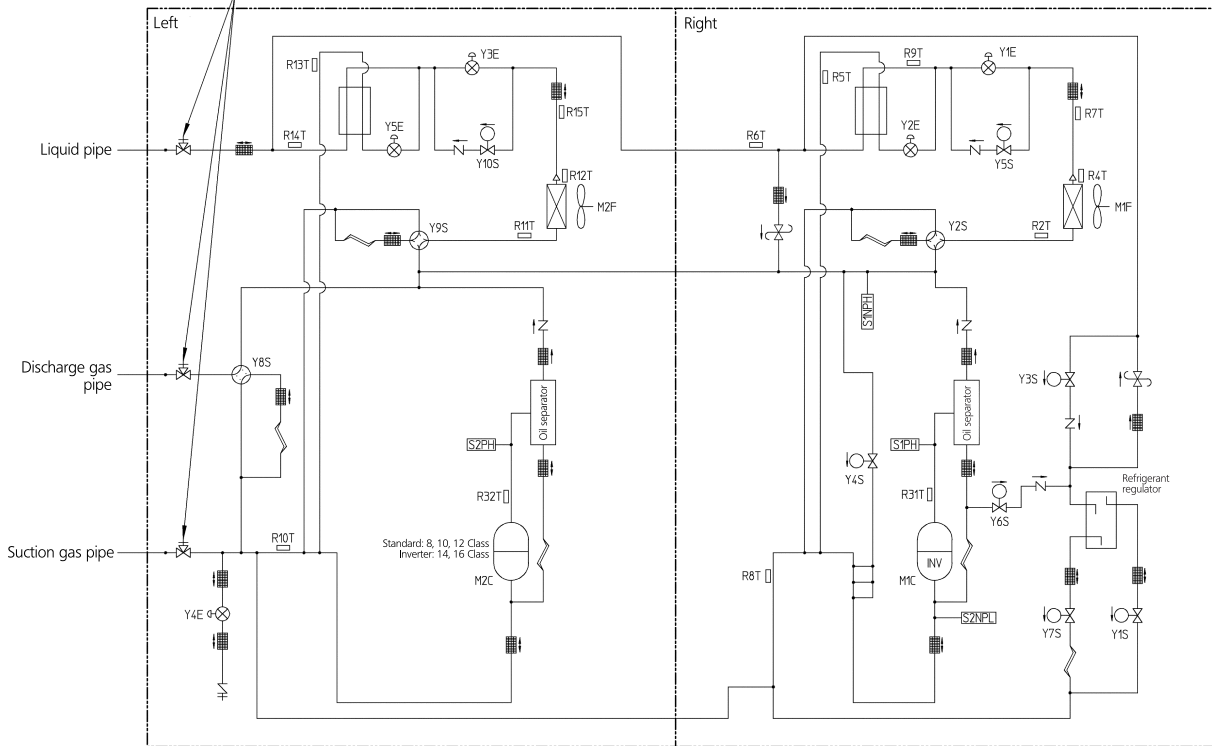 Left
Right
R13T
Y3E
R15T
R14T
Y5E
Y10S
Liquid pipe
R12T
M2F
R11T
Y9S
R6T
R5T
R9T
Y1E
R7T
Y2E
Y5S
R4T
M1F
R2T
Y2S
S1NPH
Discharge gas
pipe
Y8S
Oil separator
S2PH
R32T
Standard: 8, 10, 12 Class
Inverter: 14, 16 Class
M2C
Suction gas pipe
R10T
Y4E
Oil separator
S1PH
Y4S
R31T
Y3S
Refrigerant
regulator
Y6S
INV
M1C
R8T
S2NPL
Y7S
Y1S